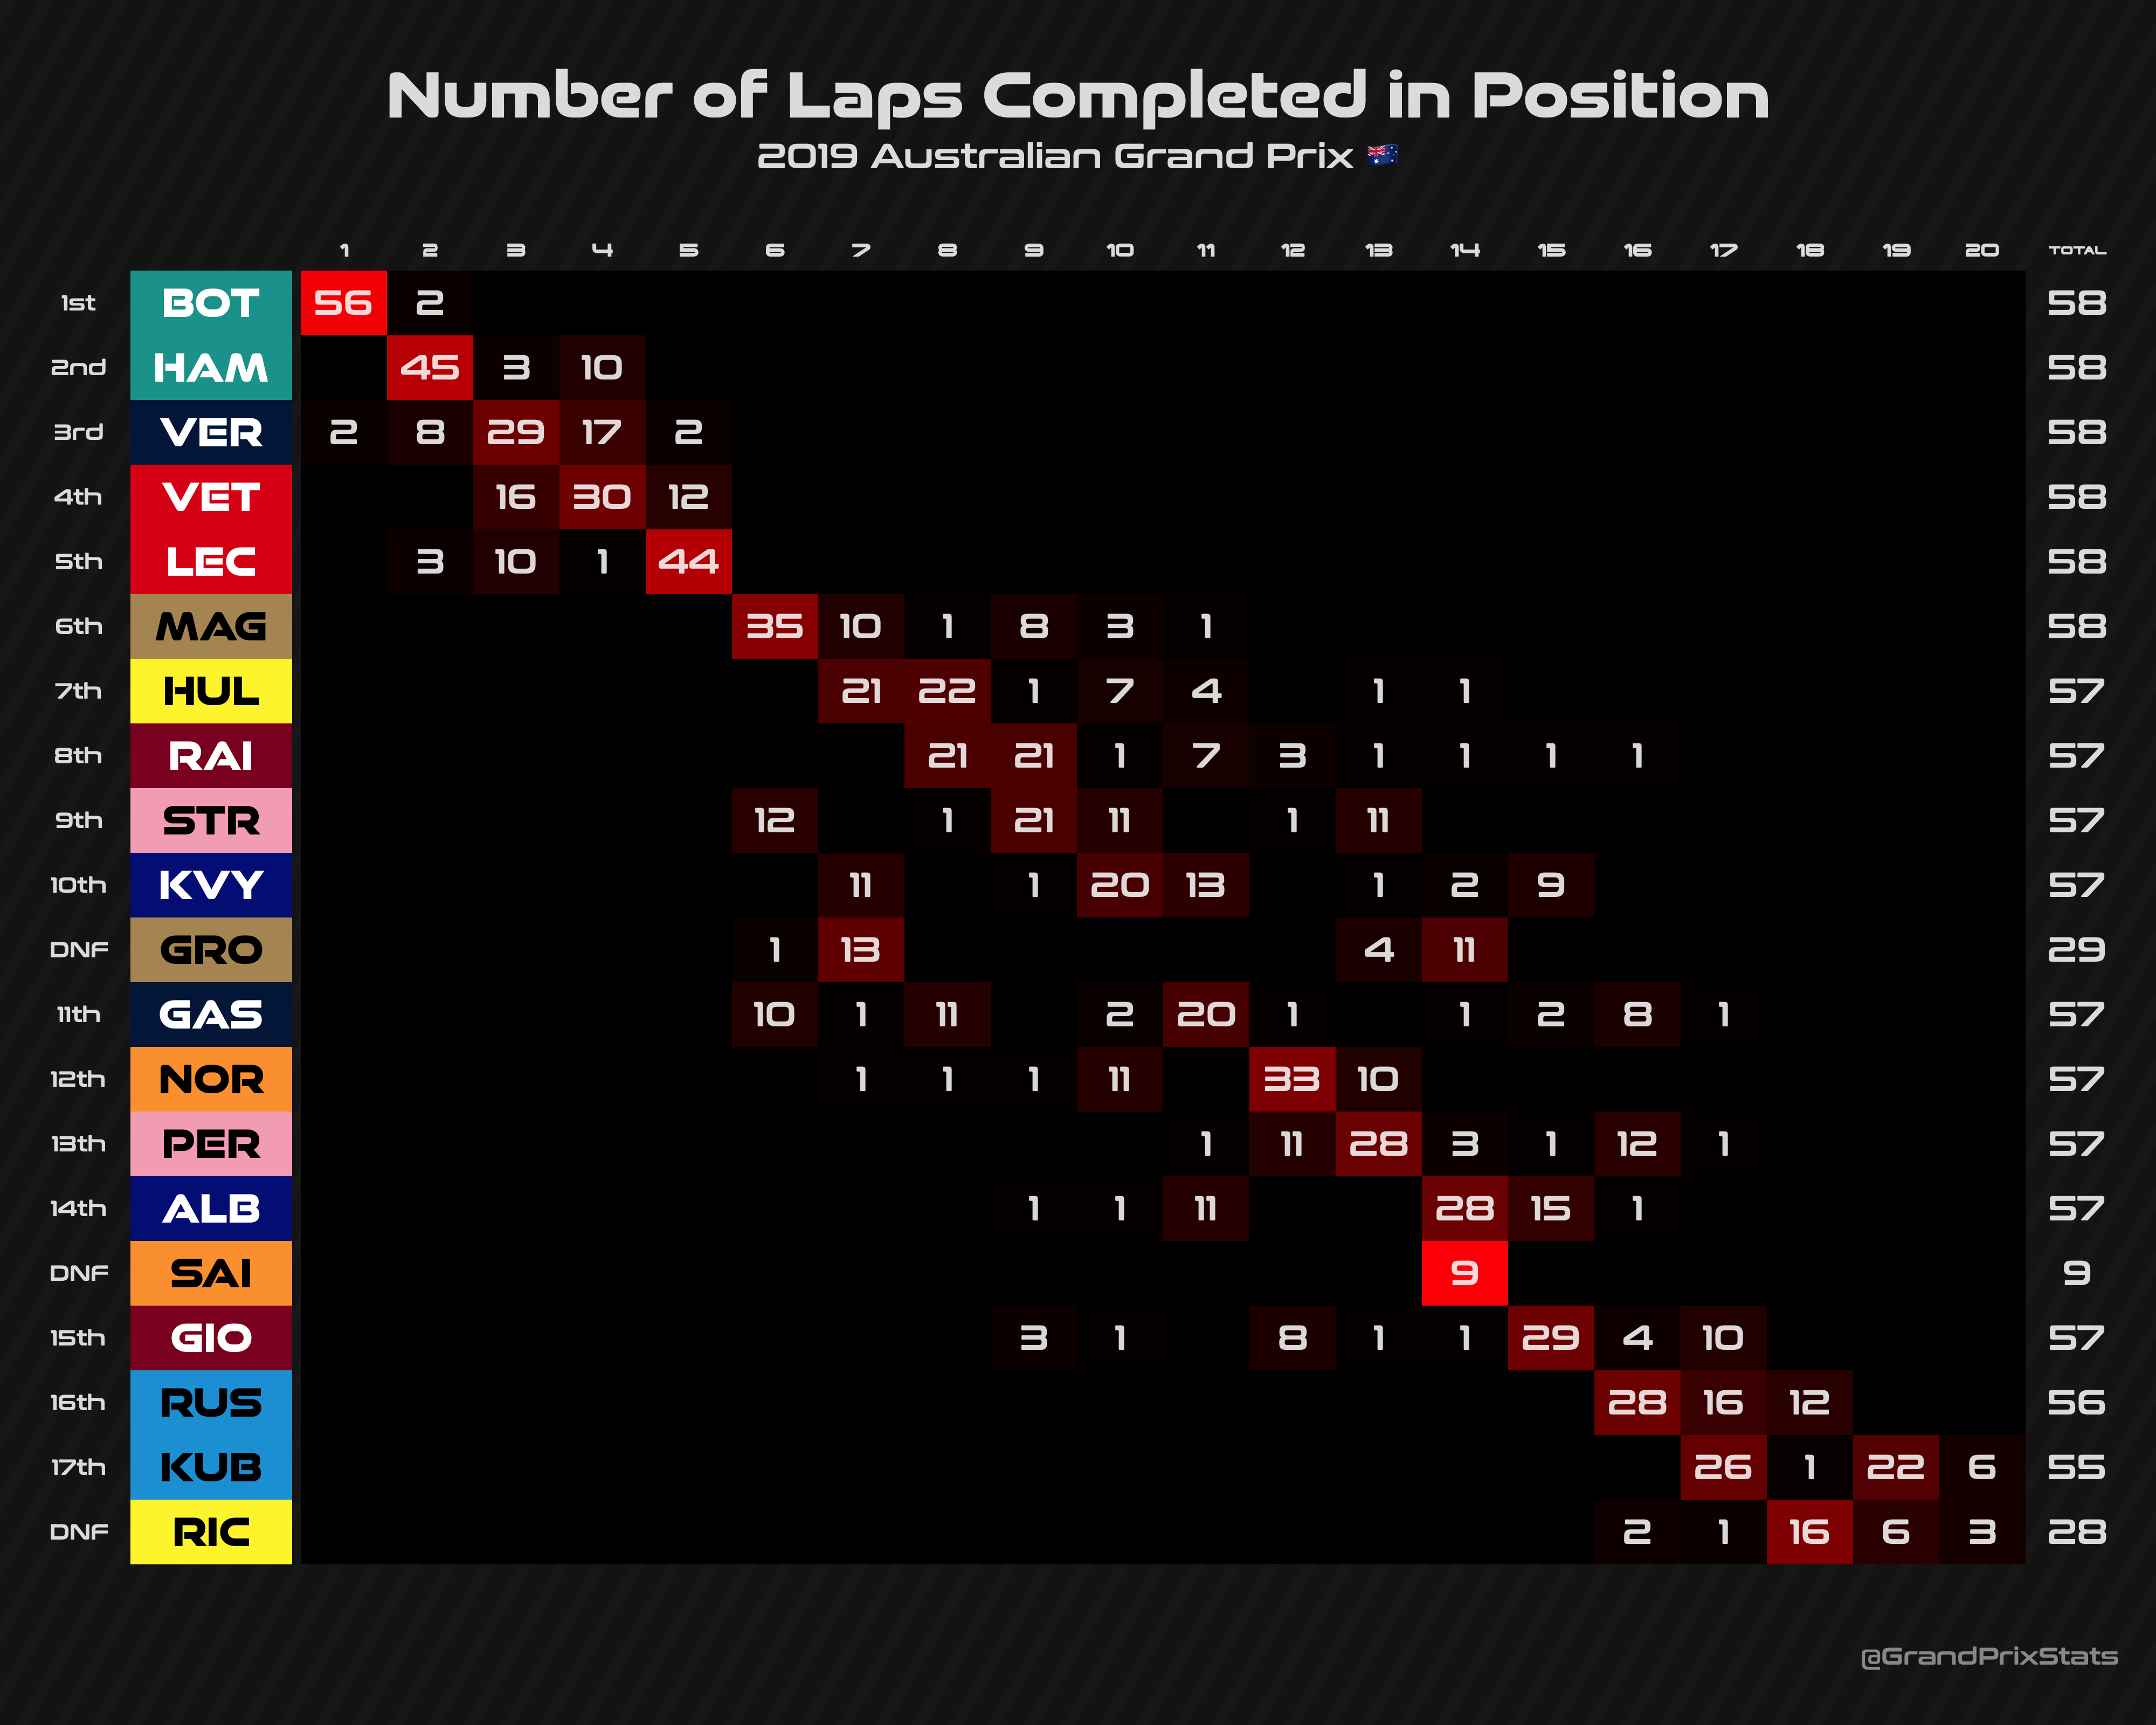 Number of Laps Completed in Position
2019 Australian Grand Prix
1 2 3 4 5 6 7 8 9 10 11 12 13 14 15 16 17 18 19 20 TOTAL
1st BOT 56 2 58
2nd HAM 45 3 10 58
3rd VER 2 8 29 17 2 58
4th VET 16 30 12 58
5th LEC 3 10 1 44 58
6th MAG 35 10 1 8 3 1 58
7th HUL 21 22 1 7 4 1 1 57
8th RAI 21 21 1 7 3 1 1 1 1 57
9th STR 12 1 21 11 1 11 57
10th KVY 11 1 20 13 1 2 9 57
DNF GRO 1 13 4 11 29
11th GAS 10 1 11 2 20 1 1 2 8 1 57
12th NOR 1 1 1 11 33 10 57
13th PER 1 11 28 3 1 12 1 57
14th ALB 1 1 11 28 15 1 57
DNF SAI 9 9
15th GIO 3 1 8 1 1 29 4 10 57
16th RUS 28 16 12 56
17th KUB 26 1 22 6 55
DNF RIC 2 1 16 6 3 28
@GrandPrixStats